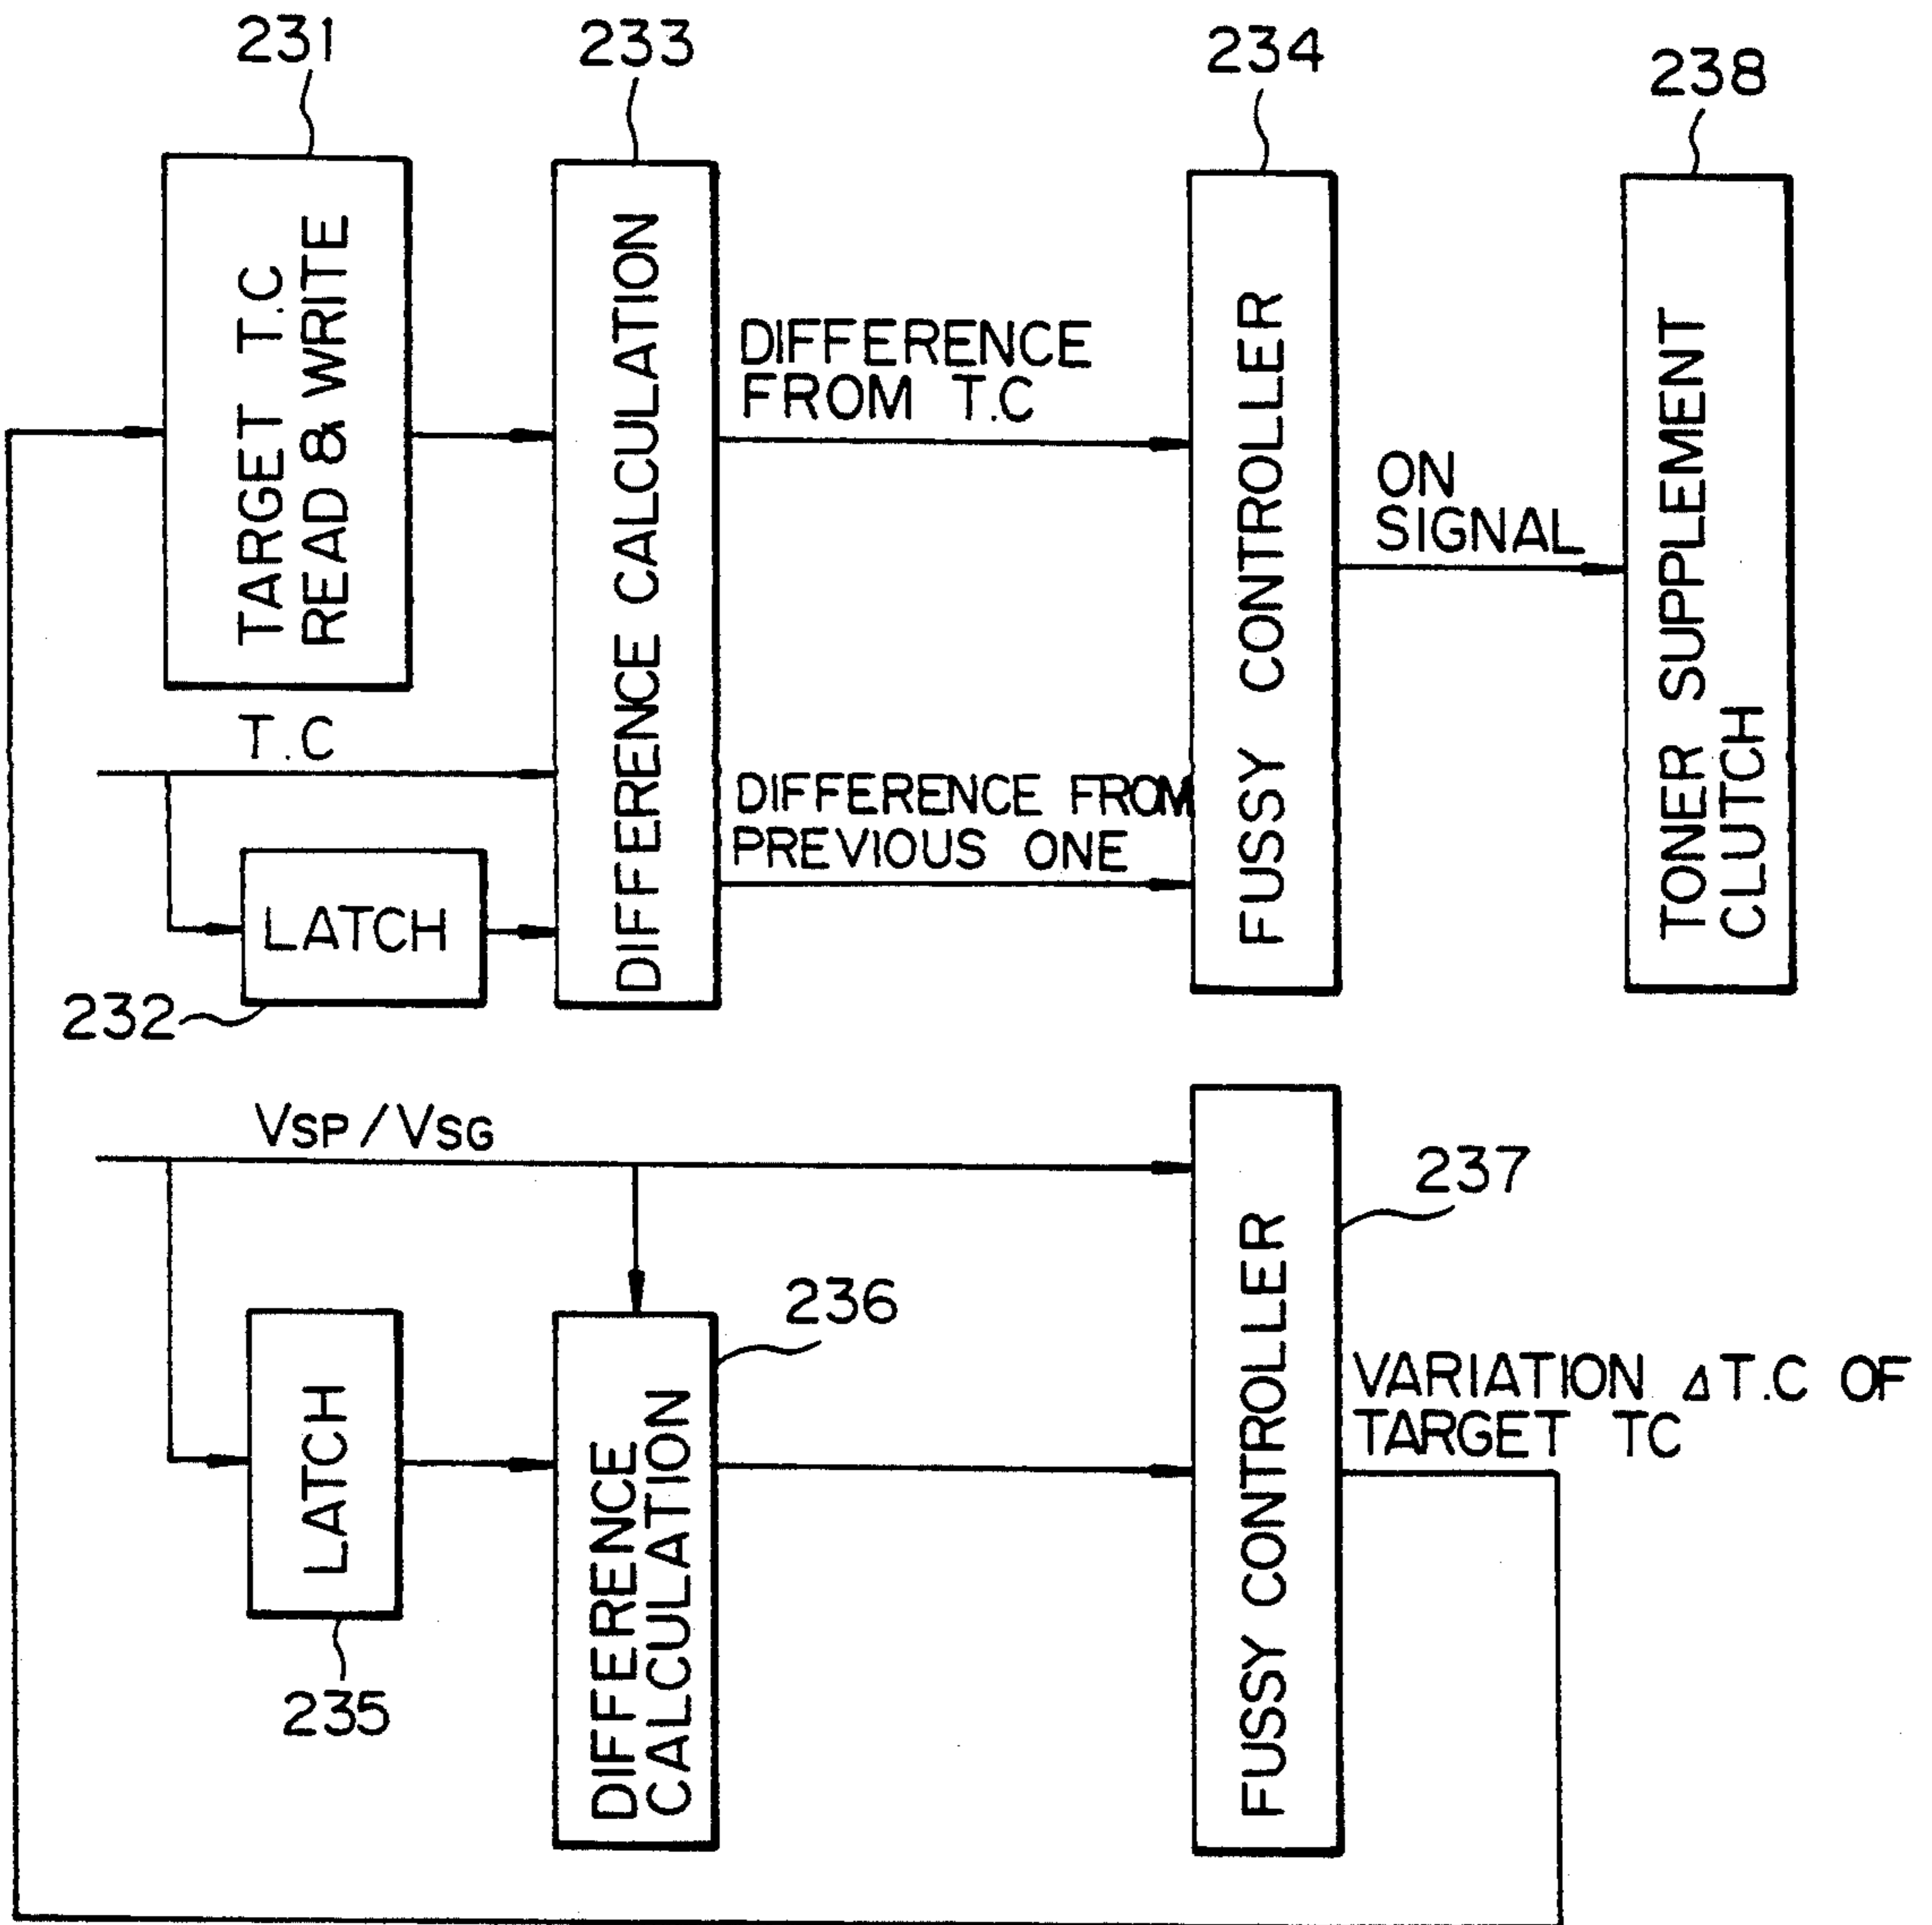 231
233
234
238
TARGET T.C
READ & WRITE
DIFFERENCE CALCULATION
DIFFERENCE
FROM T.C
FUSSY CONTROLLER
ON
SIGNAL
TONER SUPPLEMENT
CLUTCH
T.C
DIFFERENCE FROM
PREVIOUS ONE
LATCH
232
VSP/VSG
237
236
LATCH
DIFFERENCE
CALCULATION
FUSSY CONTROLLER
VARIATION ΔT.C OF
TARGET TC
235